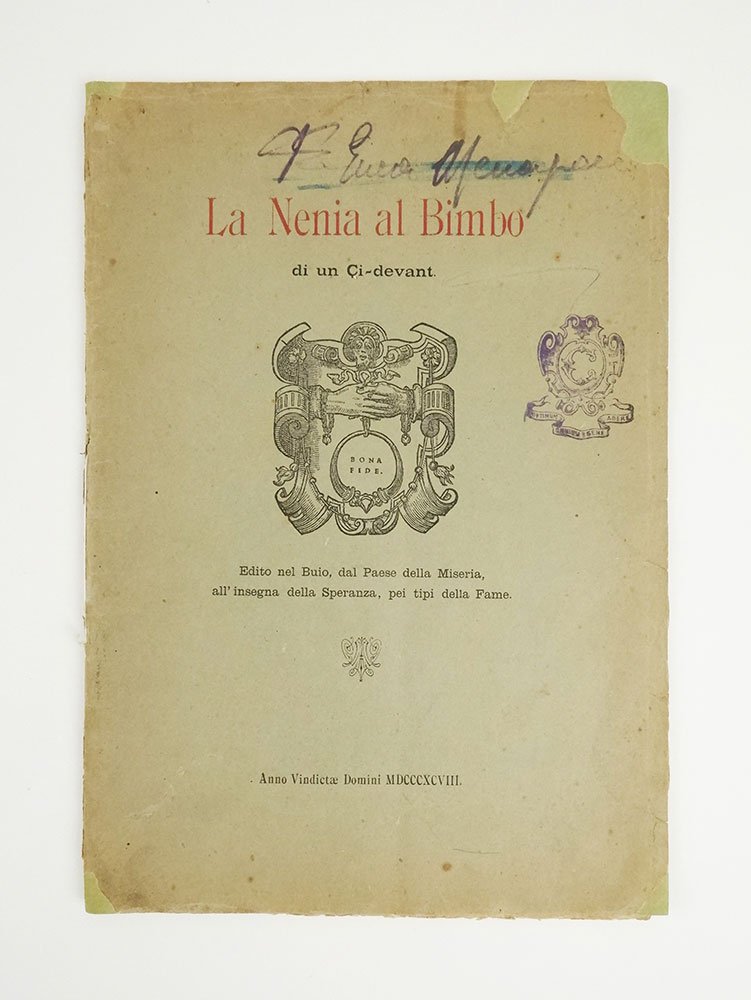 La Nenia al Bimbo
di un Çi-devant.
BONA
FIDE.
Edito nel Buio, dal Paese della Miseria,
all'insegna della Speranza, pei tipi della Fame.
Anno Vindictæ Domini MDCCCXCVIII.